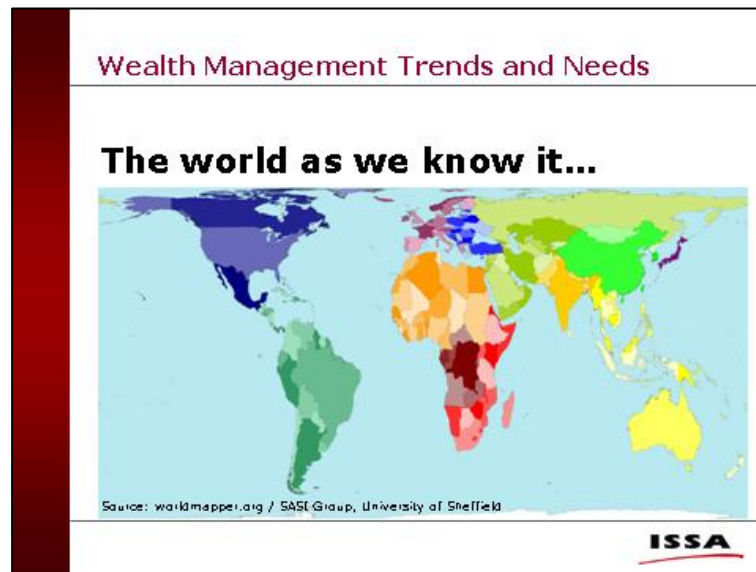 Wealth Management Trends and Needs
The world as we know it...
Source: worldmapper.org / SASI Group, University of Sheffield
ISSA